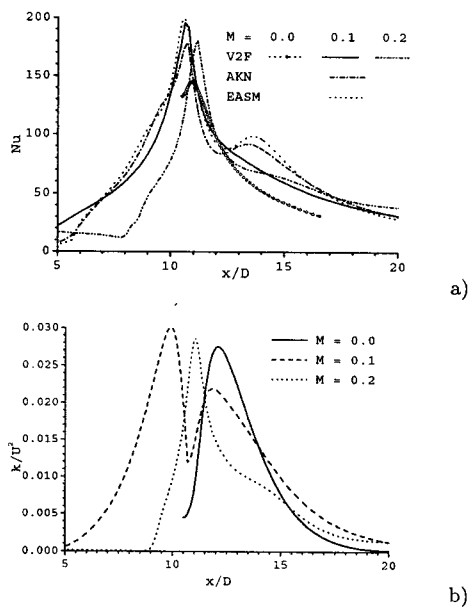 200
M = 0.0 0.1 0.2
V2F
AKN
EASM
150
100
50
0
Nu
5 10 15 20
x/D
a)
0.030
0.025
0.020
0.015
0.010
0.005
0.000
k/U²
M = 0.0
M = 0.1
M = 0.2
5 10 15 20
x/D
b)